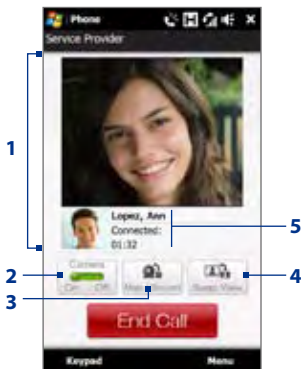 Phone
Service Provider
1
Lopez, Ann
Connected:
01:32
5
Camera
On Off
2
3
4
Swap View
End Call
Keypad
Menu